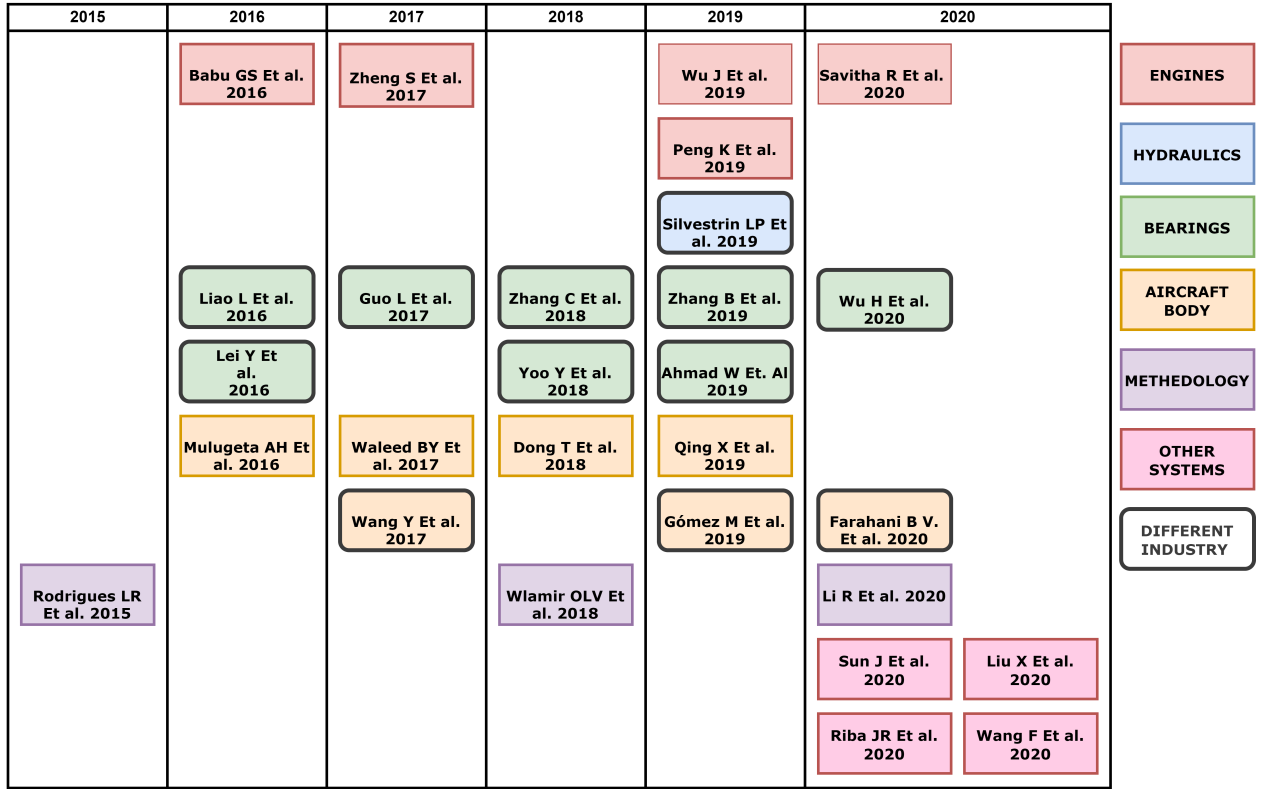 2015
2016
2017
2018
2019
2020
Babu GS Et al.
2016
Zheng S Et al.
2017
Wu J Et al.
2019
Savitha R Et al.
2020
ENGINES
Peng K Et al.
2019
HYDRAULICS
Silvestrin LP Et
al. 2019
BEARINGS
Liao L Et al.
2016
Guo L Et al.
2017
Zhang C Et al.
2018
Zhang B Et al.
2019
Wu H Et al.
2020
AIRCRAFT
BODY
Lei Y Et
al.
2016
Yoo Y Et al.
2018
Ahmad W Et. Al
2019
METHEDOLOGY
Mulugeta AH Et
al. 2016
Waleed BY Et
al. 2017
Dong T Et al.
2018
Qing X Et al.
2019
OTHER
SYSTEMS
Wang Y Et al.
2017
Gómez M Et al.
2019
Farahani B V.
Et al. 2020
DIFFERENT
INDUSTRY
Rodrigues LR
Et al. 2015
Wlamir OLV Et
al. 2018
Li R Et al. 2020
Sun J Et al.
2020
Liu X Et al.
2020
Riba JR Et al.
2020
Wang F Et al.
2020